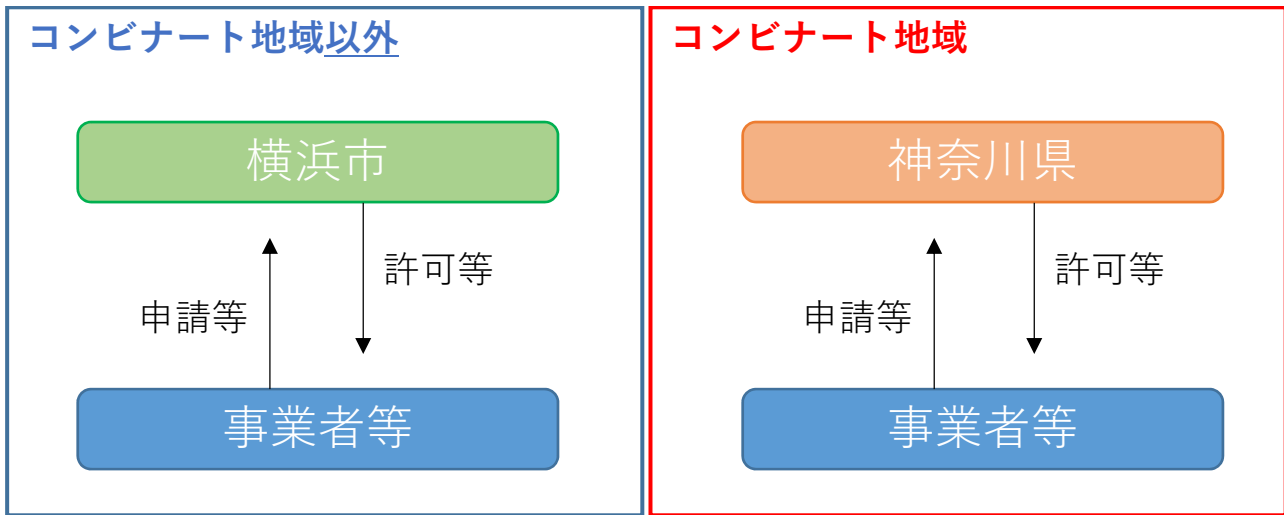 コンビナート地域以外
横浜市
許可等
申請等
事業者等
コンビナート地域
神奈川県
許可等
申請等
事業者等